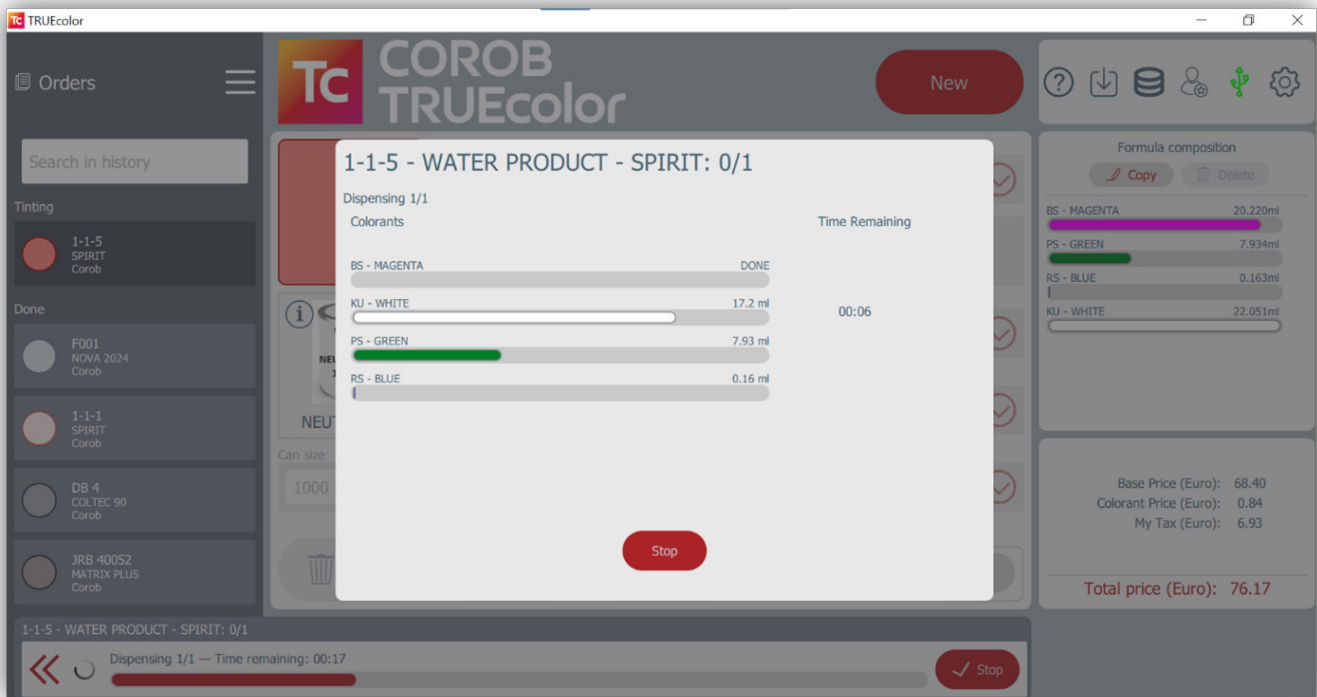 Tc TRUEcolor
Orders
Tc COROB
TRUEcolor
New
Search in history
Tinting
1-1-5
SPIRIT
Corob
Done
F001
NOVA 2024
Corob
1-1-1
SPIRIT
Corob
DB 4
COLTEC 90
Corob
JRB 40052
MATRIX PLUS
Corob
NEU
1
NEUT
Can size
1000
1-1-5 - WATER PRODUCT - SPIRIT: 0/1
Dispensing 1/1
Colorants Time Remaining
BS - MAGENTA DONE
KU - WHITE 17.2 ml
00:06
PS - GREEN 7.93 ml
RS - BLUE 0.16 ml
Stop
Formula composition
Copy Delete
BS - MAGENTA 20.220ml
PS - GREEN 7.934ml
RS - BLUE 0.163ml
KU - WHITE 22.051ml
Base Price (Euro): 68.40
Colorant Price (Euro): 0.84
My Tax (Euro): 6.93
Total price (Euro): 76.17
1-1-5 - WATER PRODUCT - SPIRIT: 0/1
Dispensing 1/1 — Time remaining: 00:17
Stop